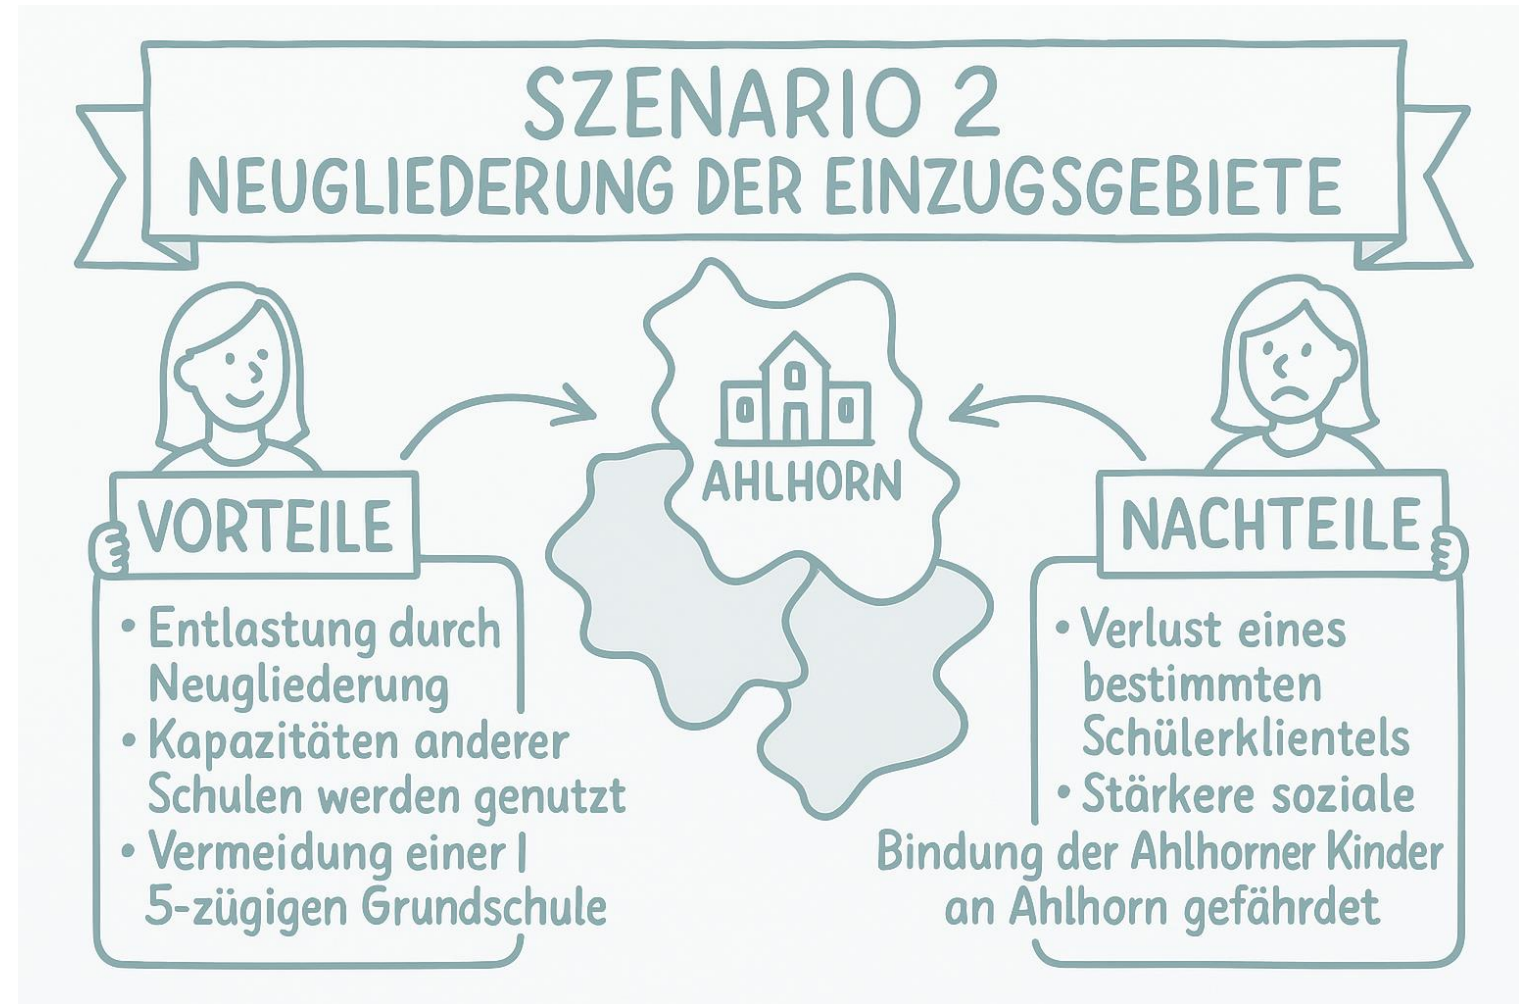 SZENARIO 2
NEUGLIEDERUNG DER EINZUGSGEBIETE
AHLHORN
VORTEILE
• Entlastung durch
Neugliederung
• Kapazitäten anderer
Schulen werden genutzt
• Vermeidung einer
5-zügigen Grundschule
NACHTEILE
• Verlust eines
bestimmten
Schülerklientels
• Stärkere soziale
Bindung der Ahlhorner Kinder
an Ahlhorn gefährdet